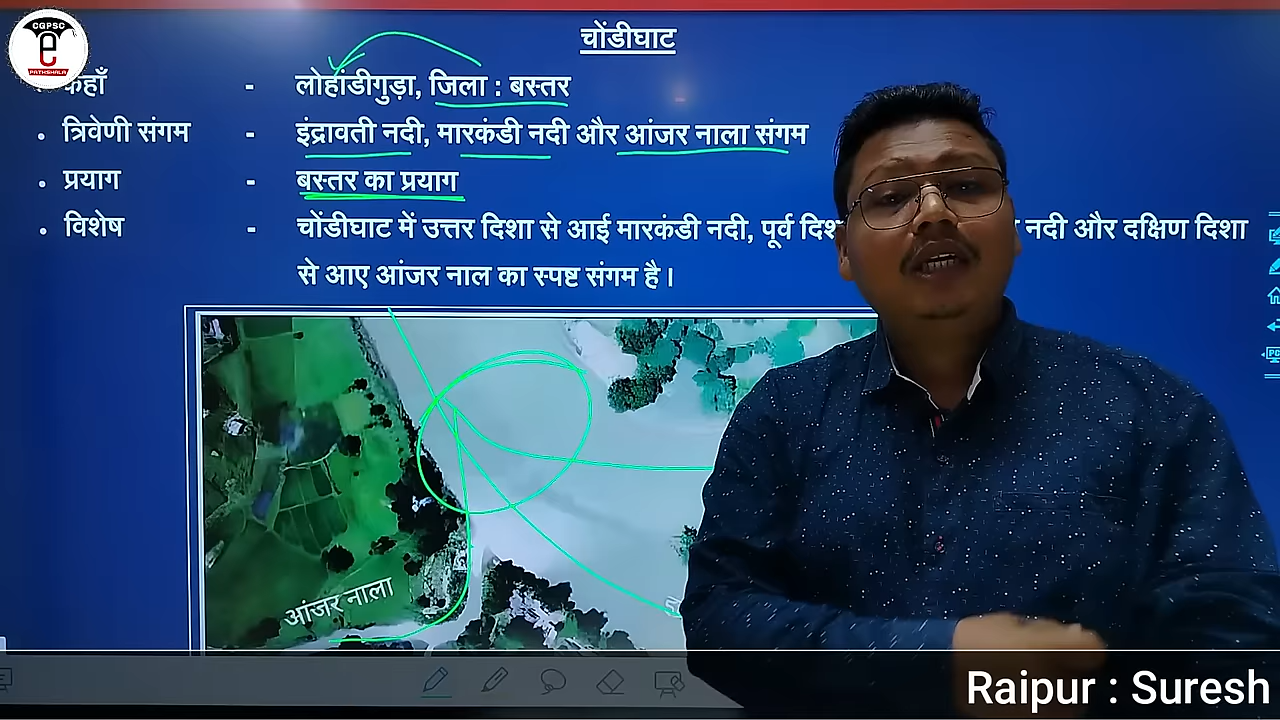 CGPSC
e
PATHSHALA
चोंडीघाट
कहाँ - लोहांडीगुड़ा, जिला : बस्तर
• त्रिवेणी संगम - इंद्रावती नदी, मारकंडी नदी और आंजर नाला संगम
• प्रयाग - बस्तर का प्रयाग
• विशेष - चोंडीघाट में उत्तर दिशा से आई मारकंडी नदी, पूर्व नदी और दक्षिण दिशा
से आए आंजर नाल का स्पष्ट संगम है।
आंजर नाला
Raipur : Suresh